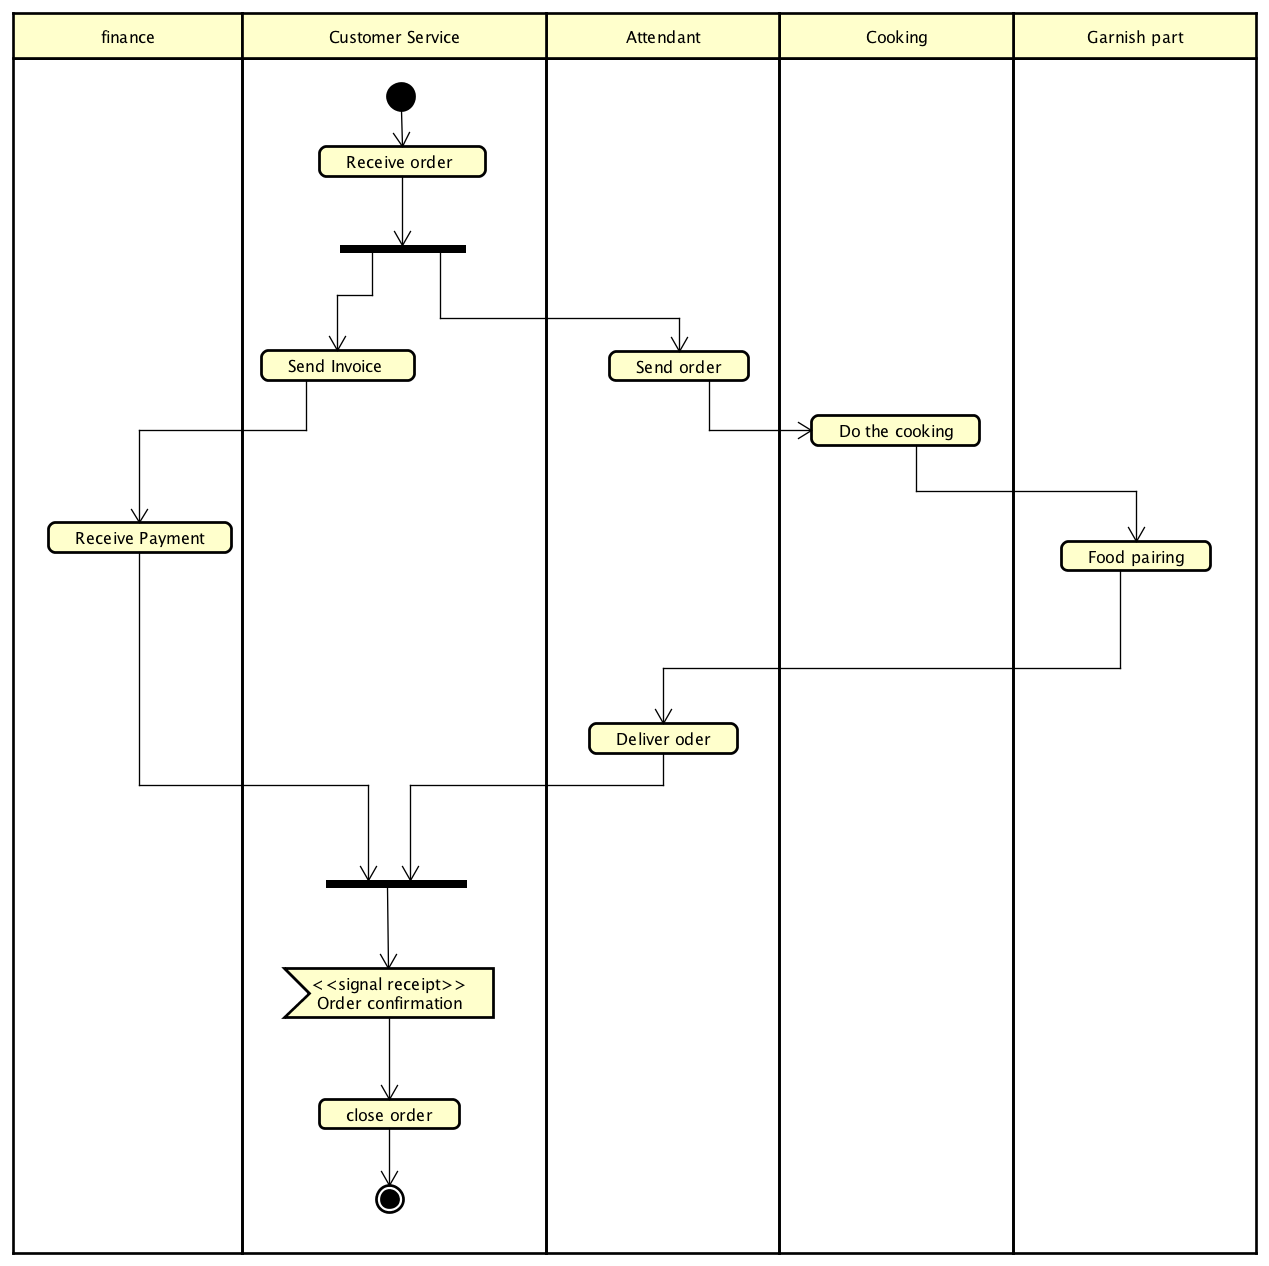 finance
Customer Service
Attendant
Cooking
Garnish part
Receive order
Send Invoice
Send order
Do the cooking
Receive Payment
Food pairing
Deliver oder
<<signal receipt>>
Order confirmation
close order